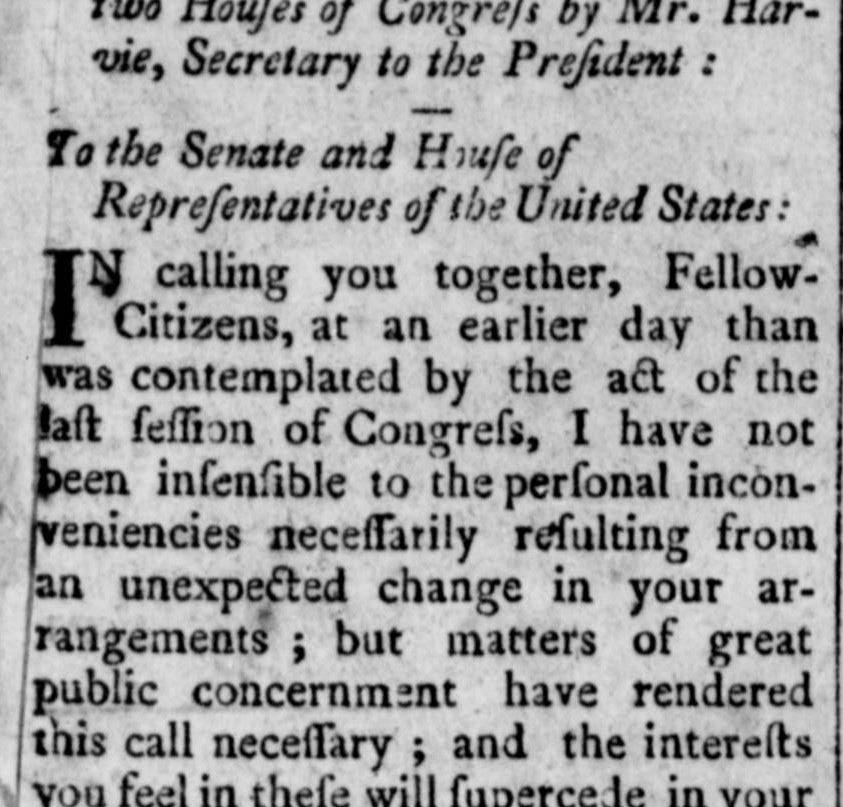 two Houſes of Congreſs by Mr. Har-
vie, Secretary to the Preſident :
To the Senate and Houſe of
Repreſentatives of the United States :
IN calling you together, Fellow-
Citizens, at an earlier day than
was contemplated by the act of the
laſt ſeſſion of Congreſs, I have not
been inſenſible to the perſonal incon-
veniencies neceſſarily reſulting from
an unexpected change in your ar-
rangements ; but matters of great
public concernment have rendered
this call neceſſary ; and the intereſts
you feel in theſe will ſupercede in your